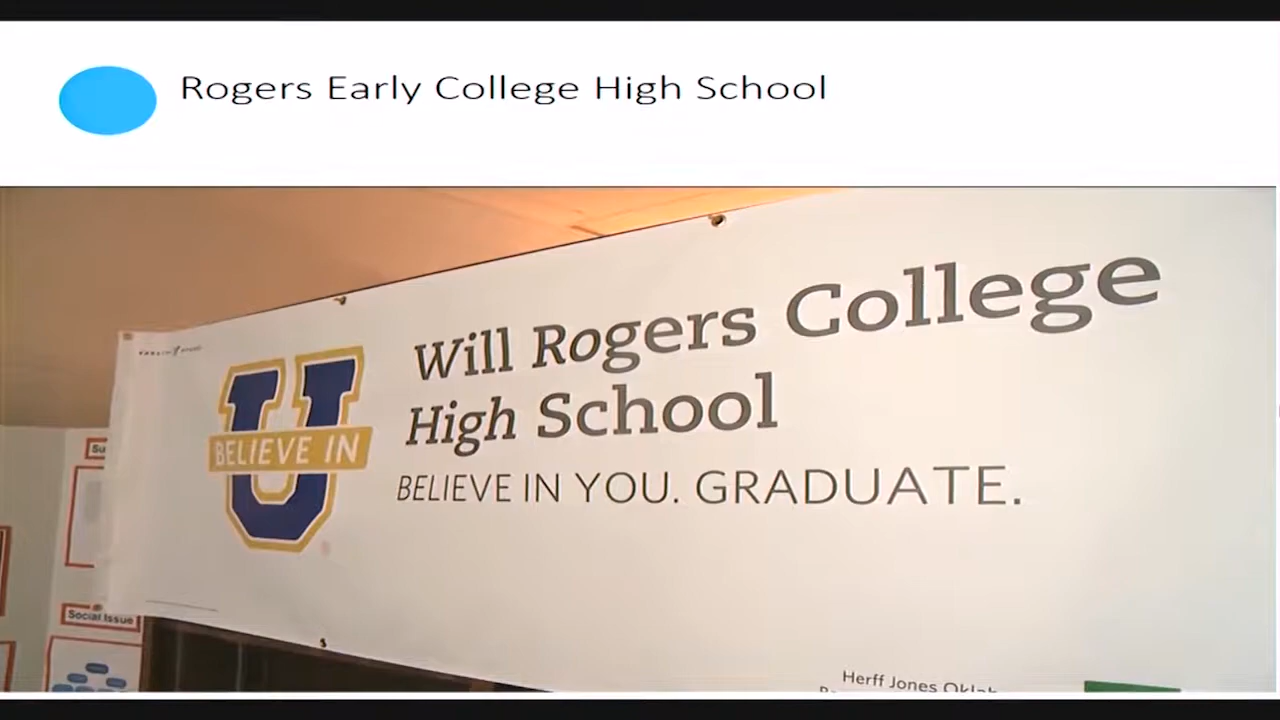 Rogers Early College High School
Will Rogers College
High School
BELIEVE IN
BELIEVE IN YOU. GRADUATE.
Social Issue
Herff Jones